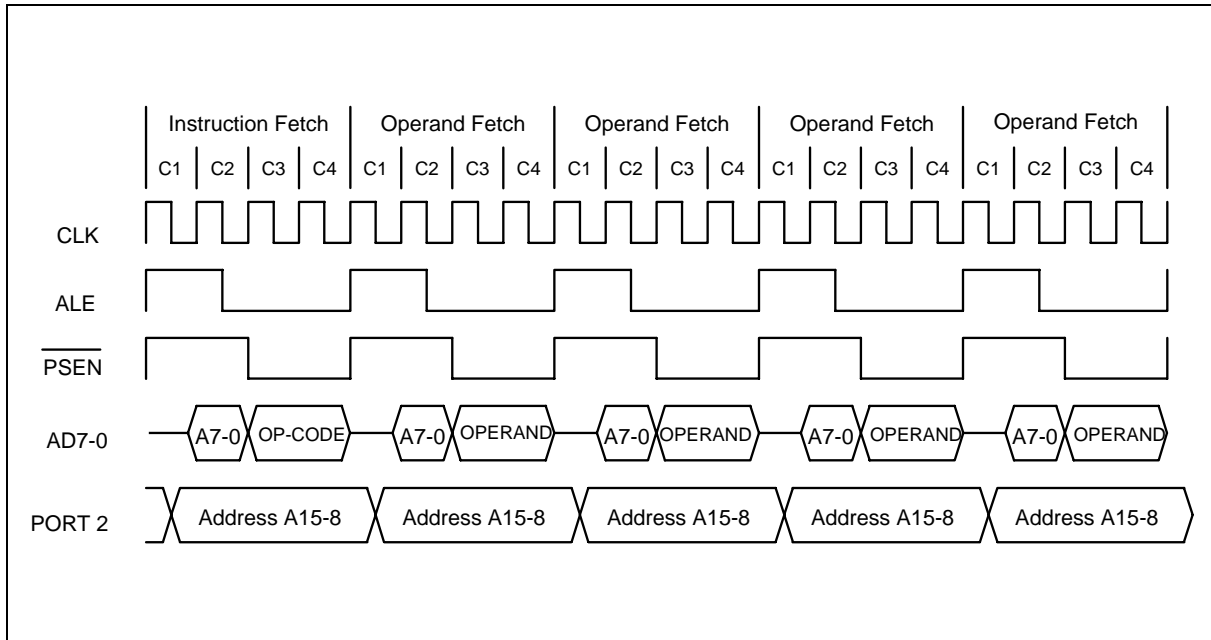 Instruction Fetch Operand Fetch Operand Fetch Operand Fetch Operand Fetch
C1 C2 C3 C4 C1 C2 C3 C4 C1 C2 C3 C4 C1 C2 C3 C4 C1 C2 C3 C4
CLK
ALE
PSEN
AD7-0 A7-0 OP-CODE A7-0 OPERAND A7-0 OPERAND A7-0 OPERAND A7-0 OPERAND
PORT 2 Address A15-8 Address A15-8 Address A15-8 Address A15-8 Address A15-8